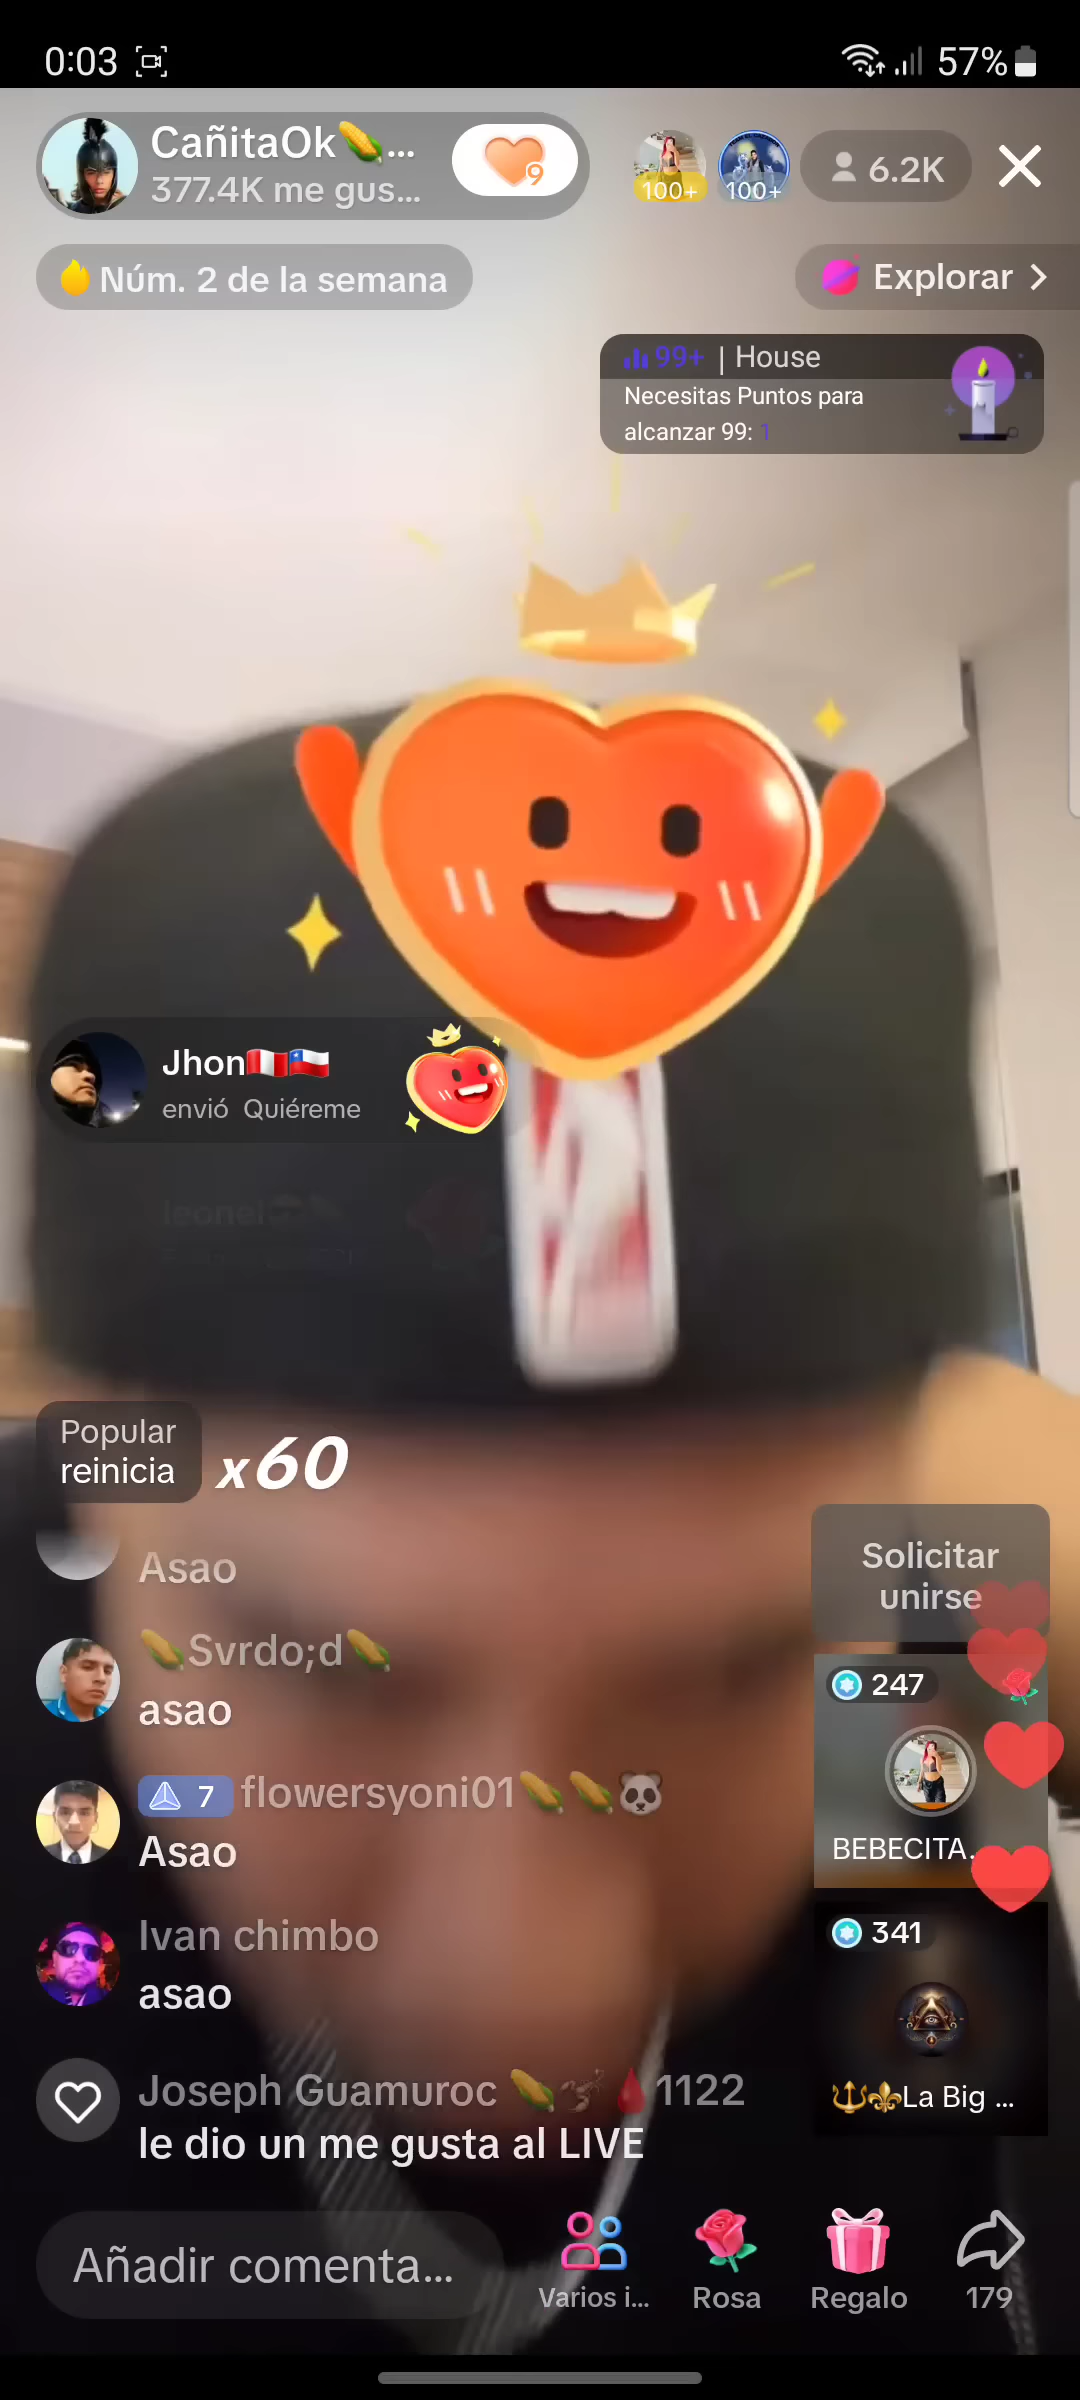 0:03
57%
CañitaOk🌽...
377.4K me gus...
9
100+
100+
6.2K
Núm. 2 de la semana
Explorar
99+ | House
Necesitas Puntos para
alcanzar 99: 1
Jhon🇵🇪🇨🇱
envió Quiéreme
leonel
Popular
reinicia
x60
Asao
🌽Svrdo;d🌽
asao
7 flowersyoni01🌽🌽🐼
Asao
Ivan chimbo
asao
Joseph Guamuroc 🌽🦂🩸1122
le dio un me gusta al LIVE
Solicitar
unirse
247
BEBECITA...
341
🔱⚜️La Big ...
Añadir comenta...
Varios i...
Rosa
Regalo
179